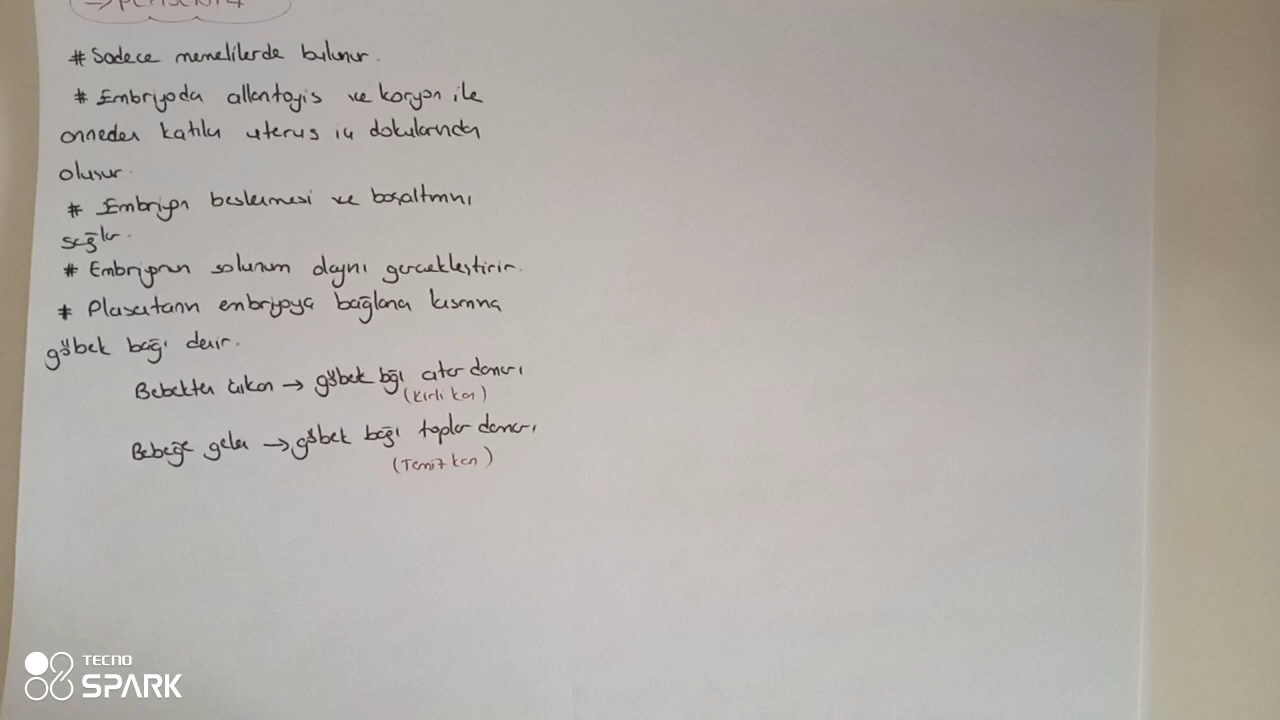 → PLASENTA
# Sadece memelilerde bulunur.
# Embriyoda allantoyis ve koryon ile
anneden katılan uterus iç dokularından
oluşur.
# Embriyon beslenmesi ve boşaltımını
sağlar.
# Embriyonun solunum olayını gerçekleştirir.
# Plasentanın embriyoya bağlanan kısmına
göbek bağı denir.
Bebekten çıkan → göbek bağı atar damarı
(Kirli kan)
Bebeğe gelen → göbek bağı toplar damarı
(Temiz kan)
TECNO
SPARK